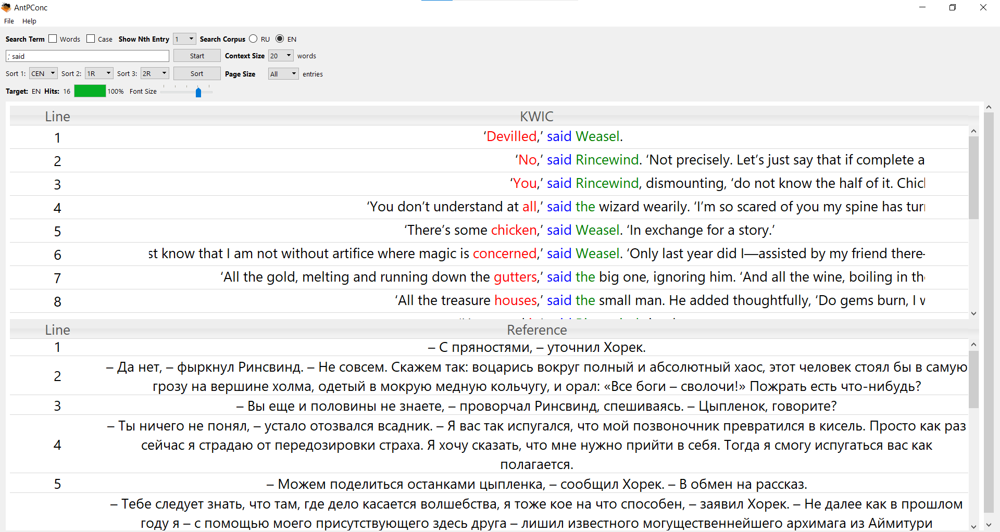 AntPConc
File Help
Search Term Words Case Show Nth Entry 1 Search Corpus RU EN
,’ said Start Context Size 20 words
Sort 1: CEN Sort 2: 1R Sort 3: 2R Sort Page Size All entries
Target: EN Hits: 16 100% Font Size
Line KWIC
1 ‘Devilled,’ said Weasel.
2 ‘No,’ said Rincewind. ‘Not precisely. Let’s just say that if complete a
3 ‘You,’ said Rincewind, dismounting, ‘do not know the half of it. Chic
4 ‘You don’t understand at all,’ said the wizard wearily. ‘I’m so scared of you my spine has tur
5 ‘There’s some chicken,’ said Weasel. ‘In exchange for a story.’
6 st know that I am not without artifice where magic is concerned,’ said Weasel. ‘Only last year did I—assisted by my friend there-
7 ‘All the gold, melting and running down the gutters,’ said the big one, ignoring him. ‘And all the wine, boiling in th
8 ‘All the treasure houses,’ said the small man. He added thoughtfully, ‘Do gems burn, I w
Line Reference
1 – С пряностями, – уточнил Хорек.
2 – Да нет, – фыркнул Ринсвинд. – Не совсем. Скажем так: воцарись вокруг полный и абсолютный хаос, этот человек стоял бы в самую
грозу на вершине холма, одетый в мокрую медную кольчугу, и орал: «Все боги – сволочи!» Пожрать есть что-нибудь?
3 – Вы еще и половины не знаете, – проворчал Ринсвинд, спешиваясь. – Цыпленок, говорите?
– Ты ничего не понял, – устало отозвался всадник. – Я вас так испугался, что мой позвоночник превратился в кисель. Просто как раз
4 сейчас я страдаю от передозировки страха. Я хочу сказать, что мне нужно прийти в себя. Тогда я смогу испугаться вас как
полагается.
5 – Можем поделиться останками цыпленка, – сообщил Хорек. – В обмен на рассказ.
– Тебе следует знать, что там, где дело касается волшебства, я тоже кое на что способен, – заявил Хорек. – Не далее как в прошлом
году я – с помощью моего присутствующего здесь друга – лишил известного могущественнейшего архимага из Аймитури